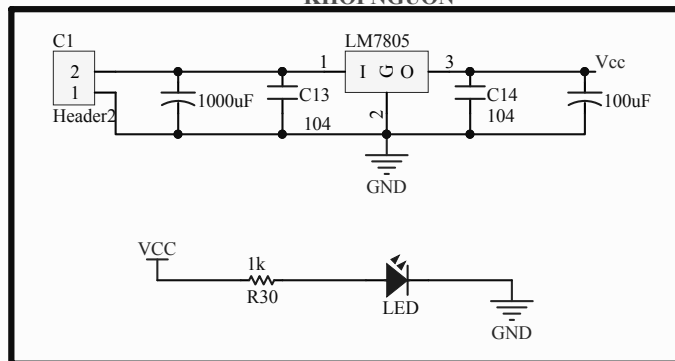 C1
2
1
Header2
1000uF
C13
104
1
LM7805
I G O
3
2
GND
C14
104
Vcc
100uF
VCC
1k
R30
LED
GND